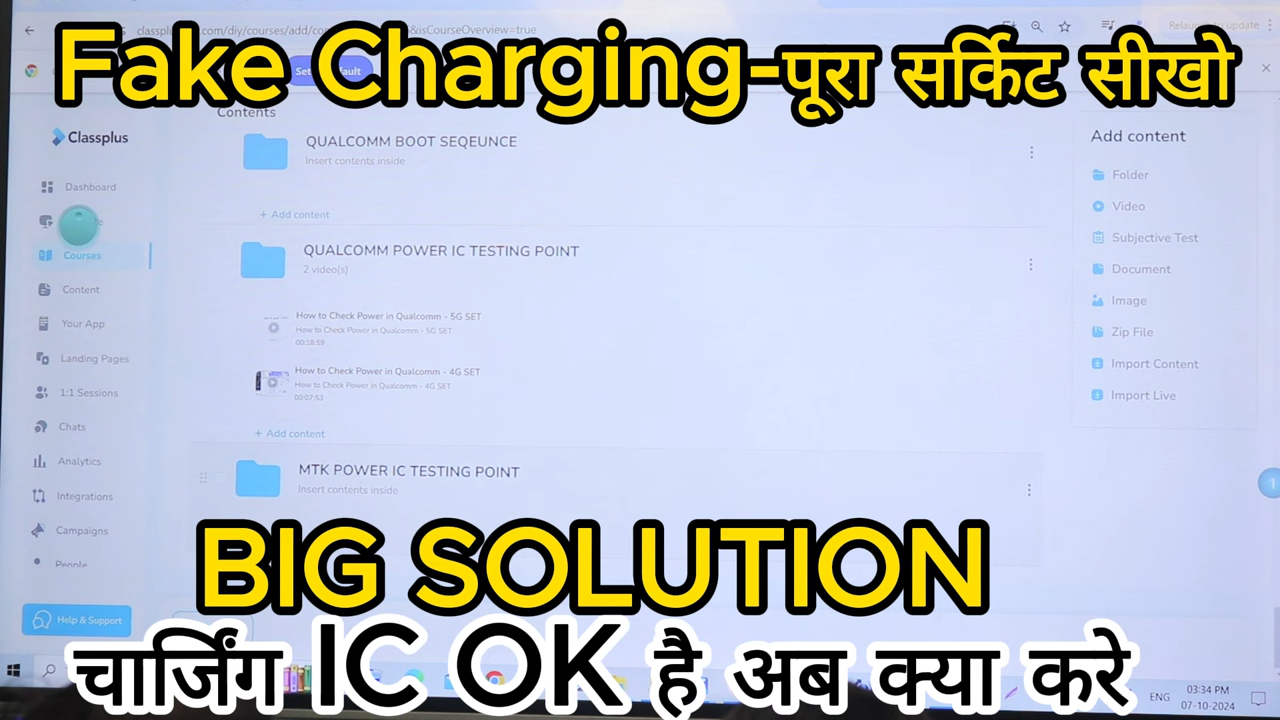 Fake Charging-पूरा सर्किट सीखो
Contents
Classplus
QUALCOMM BOOT SEQEUNCE
Insert contents inside
+ Add content
QUALCOMM POWER IC TESTING POINT
2 video(s)
How to Check Power in Qualcomm - 5G SET
How to Check Power in Qualcomm - 5G SET
00:18:59
How to Check Power in Qualcomm - 4G SET
How to Check Power in Qualcomm - 4G SET
00:07:53
+ Add content
MTK POWER IC TESTING POINT
Insert contents inside
Dashboard
Courses
Content
Your App
Landing Pages
1:1 Sessions
Chats
Analytics
Integrations
Campaigns
People
Help & Support
Add content
Folder
Video
Subjective Test
Document
Image
Zip File
Import Content
Import Live
BIG SOLUTION
चार्जिंग IC OK है अब क्या करे
ENG
03:34 PM
07-10-2024